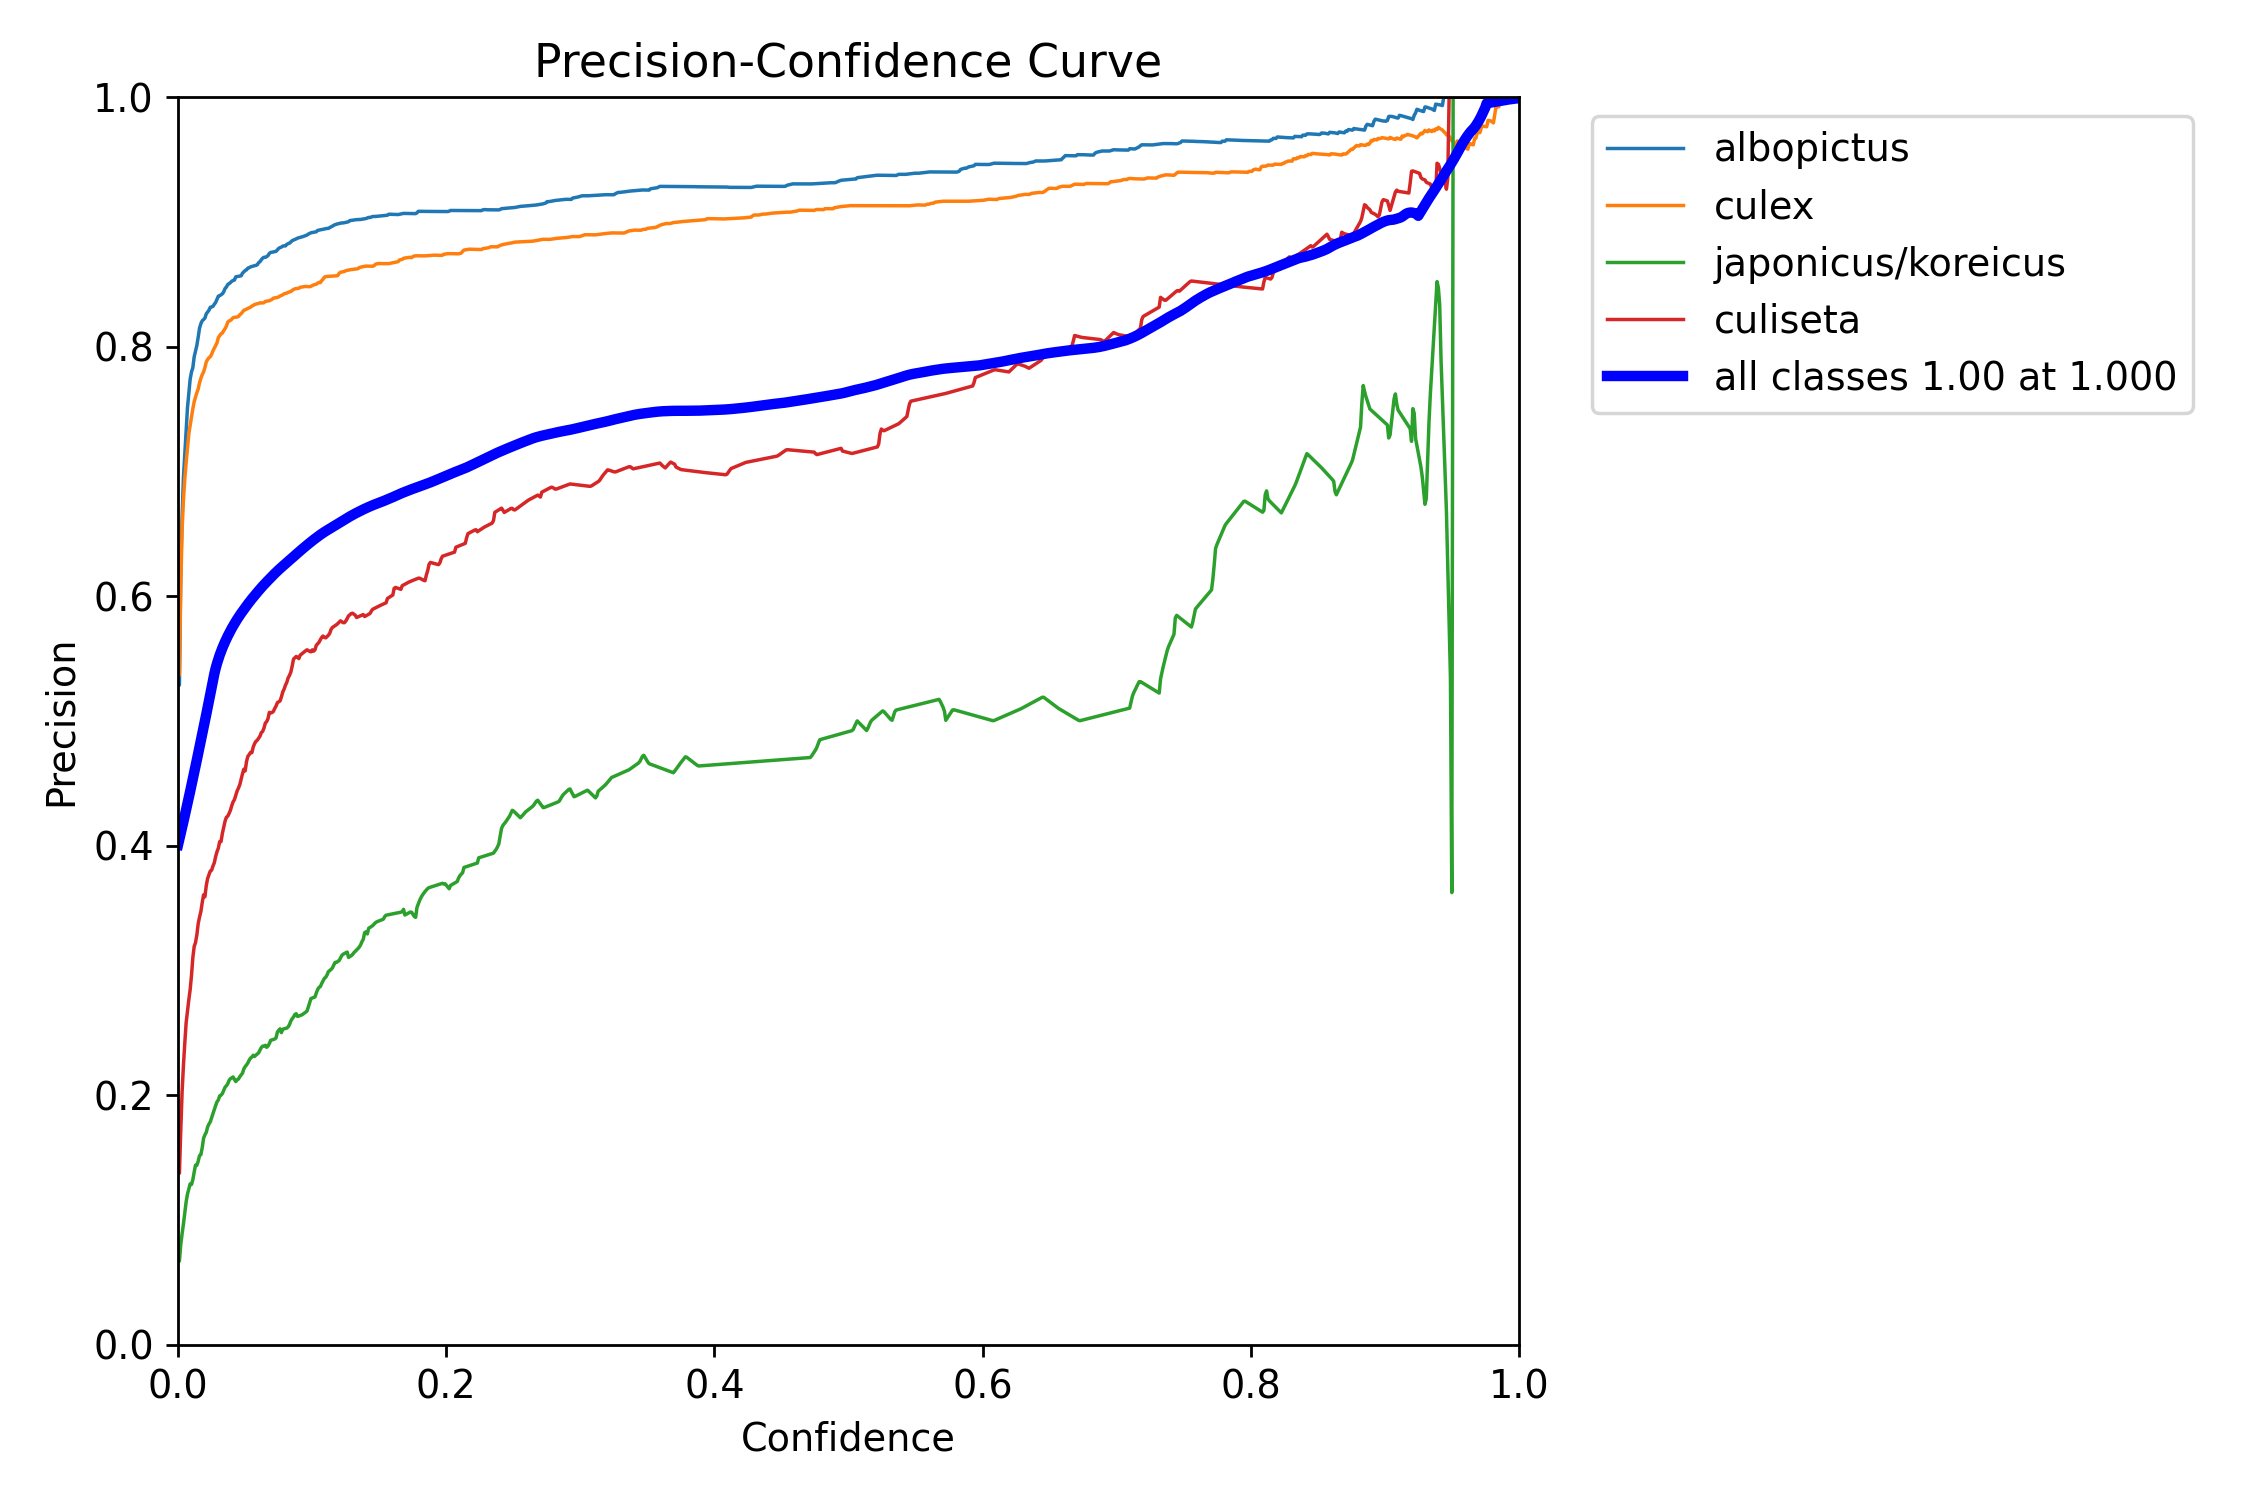 Precision-Confidence Curve
1.0
0.8
0.6
0.4
0.2
0.0
Precision
0.0 0.2 0.4 0.6 0.8 1.0
Confidence
albopictus
culex
japonicus/koreicus
culiseta
all classes 1.00 at 1.000